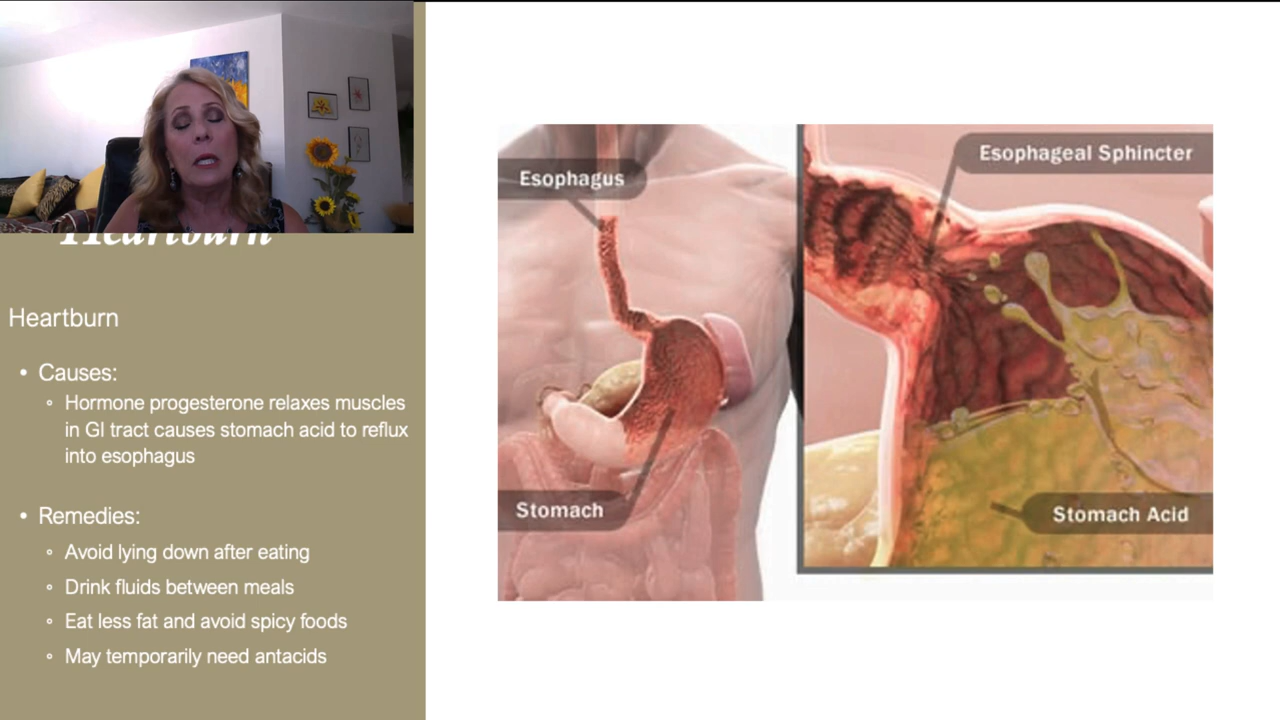 Heartburn
Heartburn
• Causes:
◦ Hormone progesterone relaxes muscles
in GI tract causes stomach acid to reflux
into esophagus
• Remedies:
◦ Avoid lying down after eating
◦ Drink fluids between meals
◦ Eat less fat and avoid spicy foods
◦ May temporarily need antacids
Esophagus
Stomach
Esophageal Sphincter
Stomach Acid